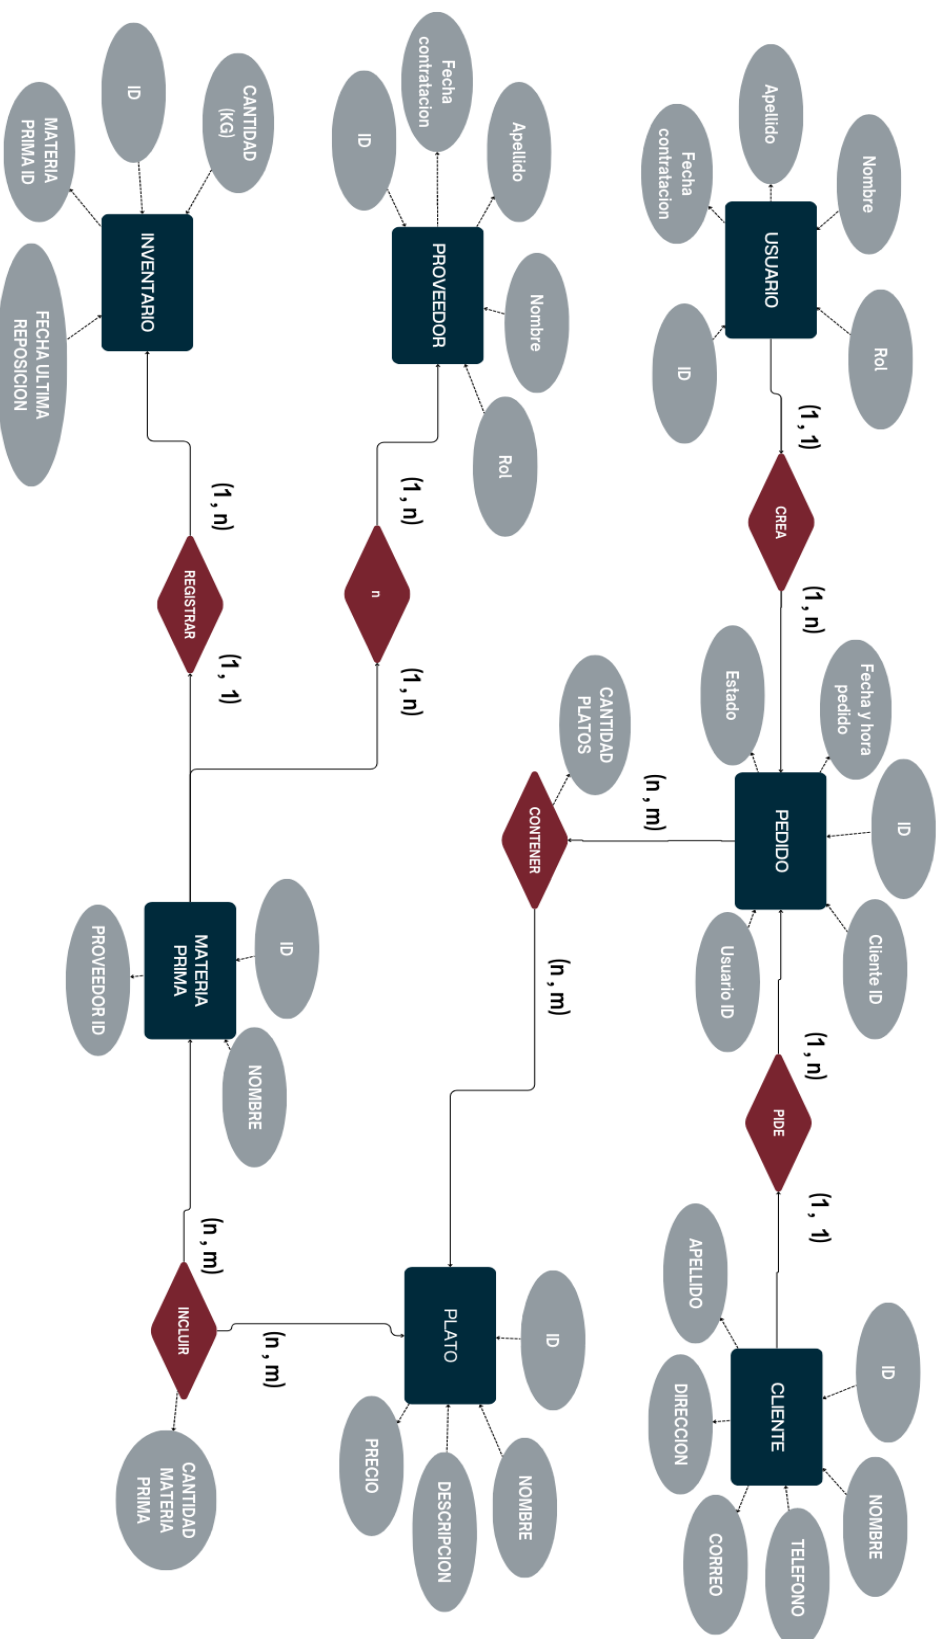 Nombre
Rol
Apellido
USUARIO
Fecha
contratacion
ID
(1 , 1)
CREA
(1 , n)
ID
Fecha y hora
pedido
Cliente ID
PEDIDO
Estado
Usuario ID
(1 , n)
PIDE
(1 , 1)
ID
NOMBRE
TELEFONO
CLIENTE
APELLIDO
DIRECCION
CORREO
(n , m)
CANTIDAD
PLATOS
CONTENER
(n , m)
Apellido
Nombre
Rol
Fecha
contratacion
PROVEEDOR
ID
(1 , n)
n
(1 , n)
ID
NOMBRE
PLATO
DESCRIPCION
PRECIO
CANTIDAD
(KG)
ID
INVENTARIO
MATERIA
PRIMA ID
FECHA ULTIMA
REPOSICION
(1 , n)
REGISTRAR
(1 , 1)
ID
NOMBRE
MATERIA
PRIMA
PROVEEDOR ID
(n , m)
INCLUIR
(n , m)
CANTIDAD
MATERIA
PRIMA